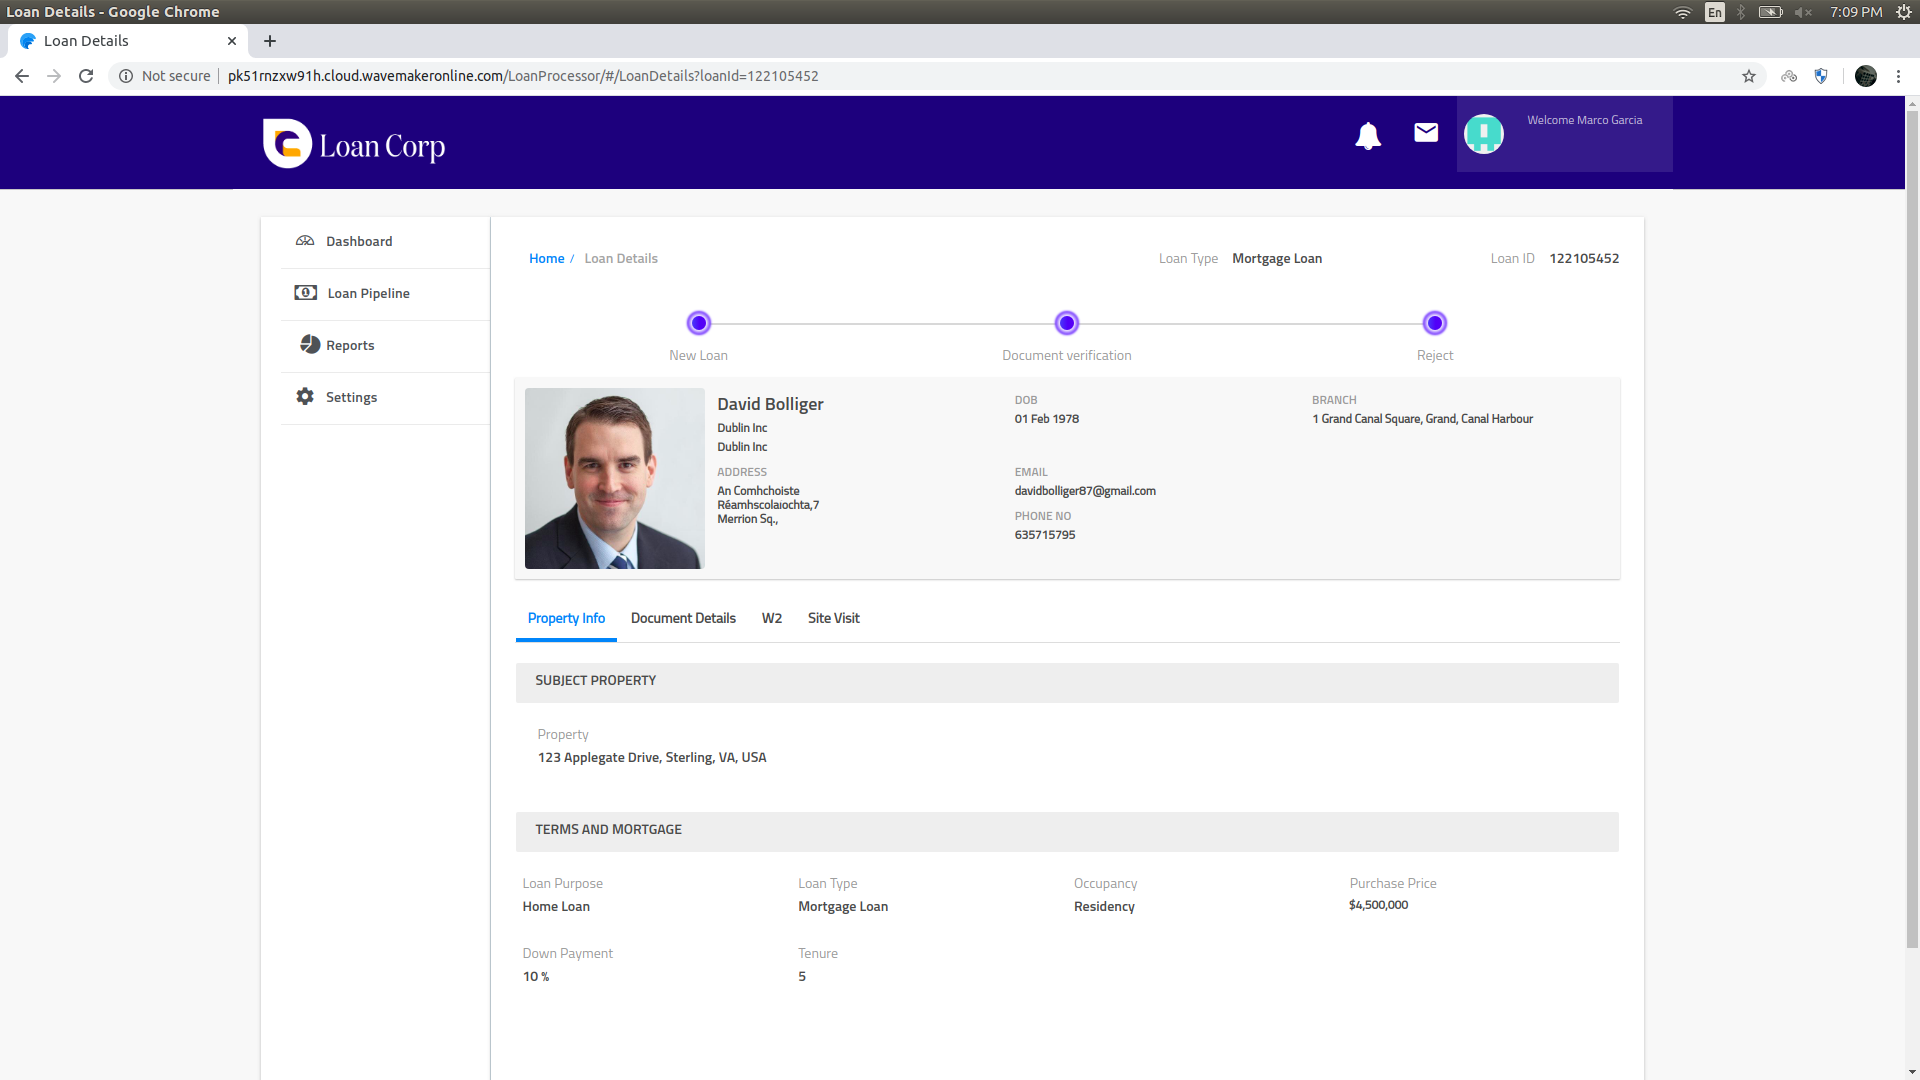 Loan Details - Google Chrome
En
7:09 PM
Loan Details
Not secure
pk51rnzxw91h.cloud.wavemakeronline.com/LoanProcessor/#/LoanDetails?loanId=122105452
Loan Corp
Welcome Marco Garcia
Dashboard
Loan Pipeline
Reports
Settings
Home / Loan Details
Loan Type Mortgage Loan
Loan ID 122105452
New Loan
Document verification
Reject
David Bolliger
Dublin Inc
Dublin Inc
ADDRESS
An Comhchoiste
Réamhscolaíochta,7
Merrion Sq.,
DOB
01 Feb 1978
EMAIL
davidbolliger87@gmail.com
PHONE NO
635715795
BRANCH
1 Grand Canal Square, Grand, Canal Harbour
Property Info Document Details W2 Site Visit
SUBJECT PROPERTY
Property
123 Applegate Drive, Sterling, VA, USA
TERMS AND MORTGAGE
Loan Purpose
Home Loan
Loan Type
Mortgage Loan
Occupancy
Residency
Purchase Price
$4,500,000
Down Payment
10 %
Tenure
5